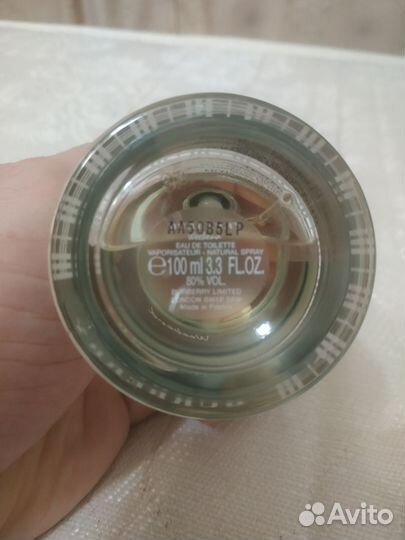 AA50B5LP
EAU DE TOILETTE
VAPORISATEUR - NATURAL SPRAY
℮100 ml 3.3 FL.OZ.
80% VOL.
BURBERRY LIMITED
LONDON SW1P
Made in France
Avito